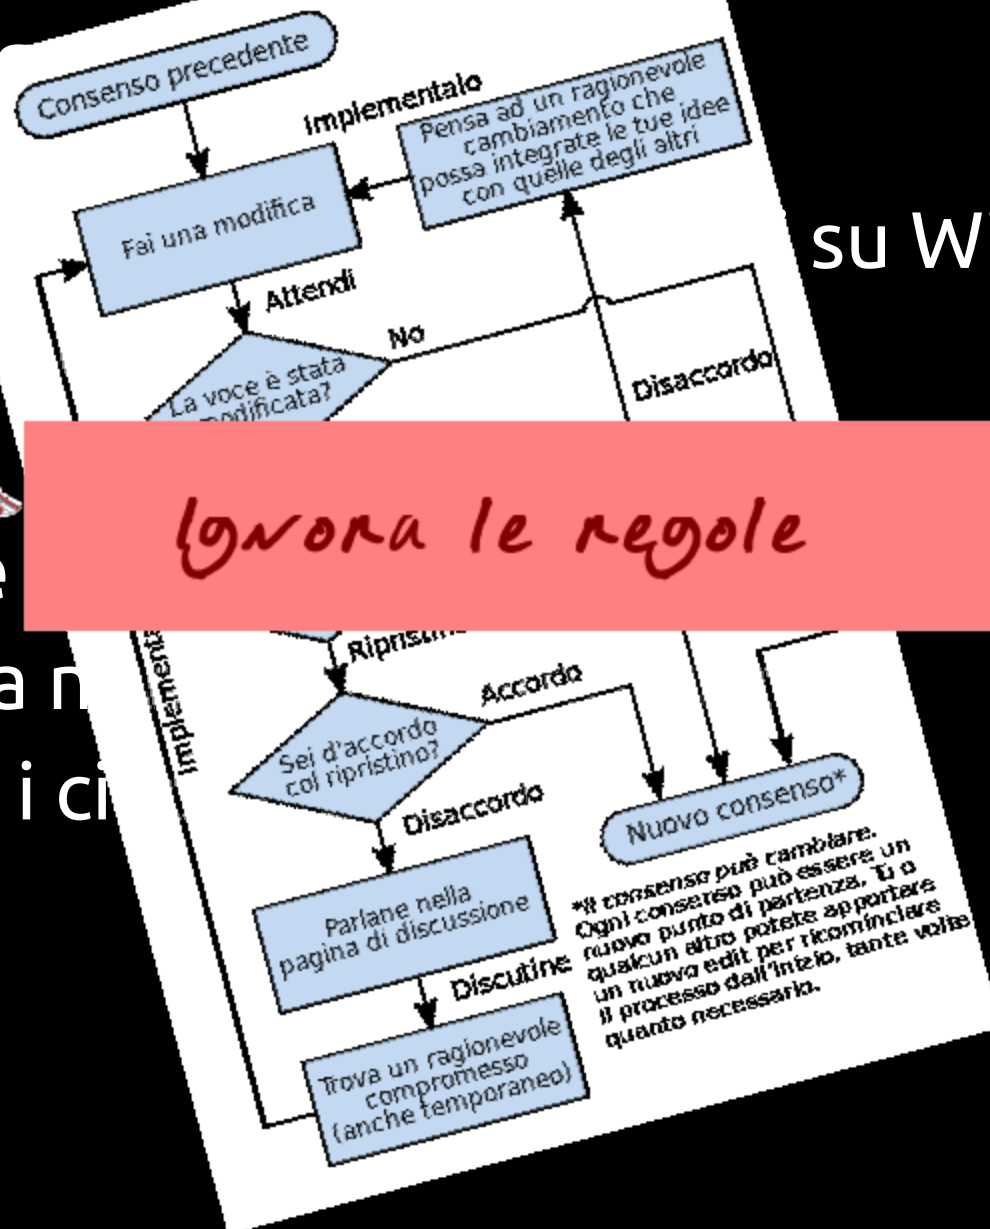 Consenso precedente
Implementalo
Pensa ad un ragionevole
cambiamento che
possa integrate le tue idee
con quelle degli altri
Fai una modifica
su W
Attendi
No
La voce è stata
modificata?
Disaccordo
Ignora le regole
e
Accordo
a
i ci
Sei d'accordo
col ripristino?
Disaccordo
Nuovo consenso*
Parlane nella
pagina di discussione
*Il consenso può cambiare.
Ogni consenso può essere un
nuovo punto di partenza. Tu o
qualcun altro potete apportare
un nuovo edit per ricominciare
il processo dall'inizio, tante volte
quanto necessario.
Discutine
Trova un ragionevole
compromesso
(anche temporaneo)